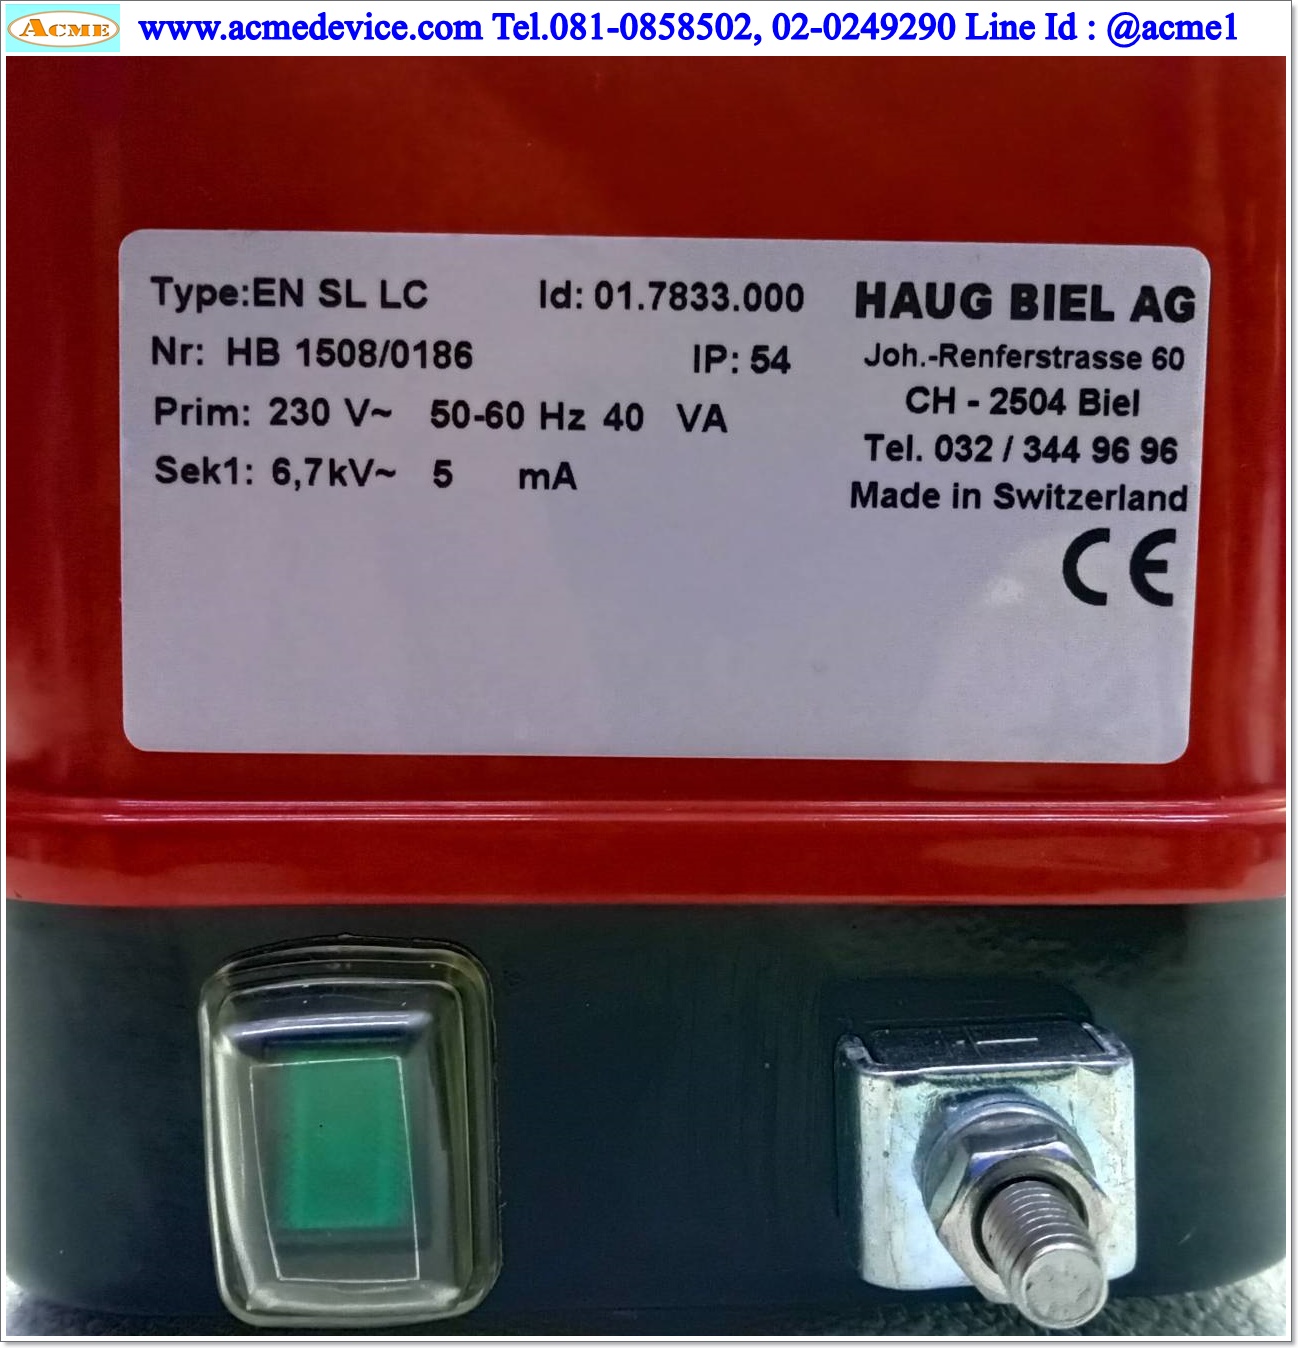 ACME www.acmedevice.com Tel.081-0858502, 02-0249290 Line Id : @acme1
Type:EN SL LC Id: 01.7833.000
Nr: HB 1508/0186 IP: 54
Prim: 230 V~ 50-60 Hz 40 VA
Sek1: 6,7kV~ 5 mA
HAUG BIEL AG
Joh.-Renferstrasse 60
CH - 2504 Biel
Tel. 032 / 344 96 96
Made in Switzerland
CE